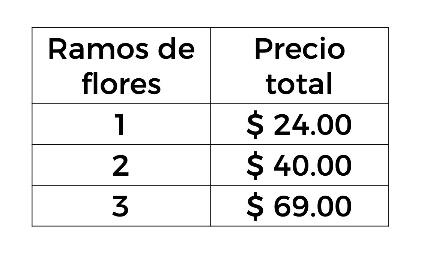 Ramos de flores	Precio total
1	$ 24.00
2	$ 40.00
3	$ 69.00